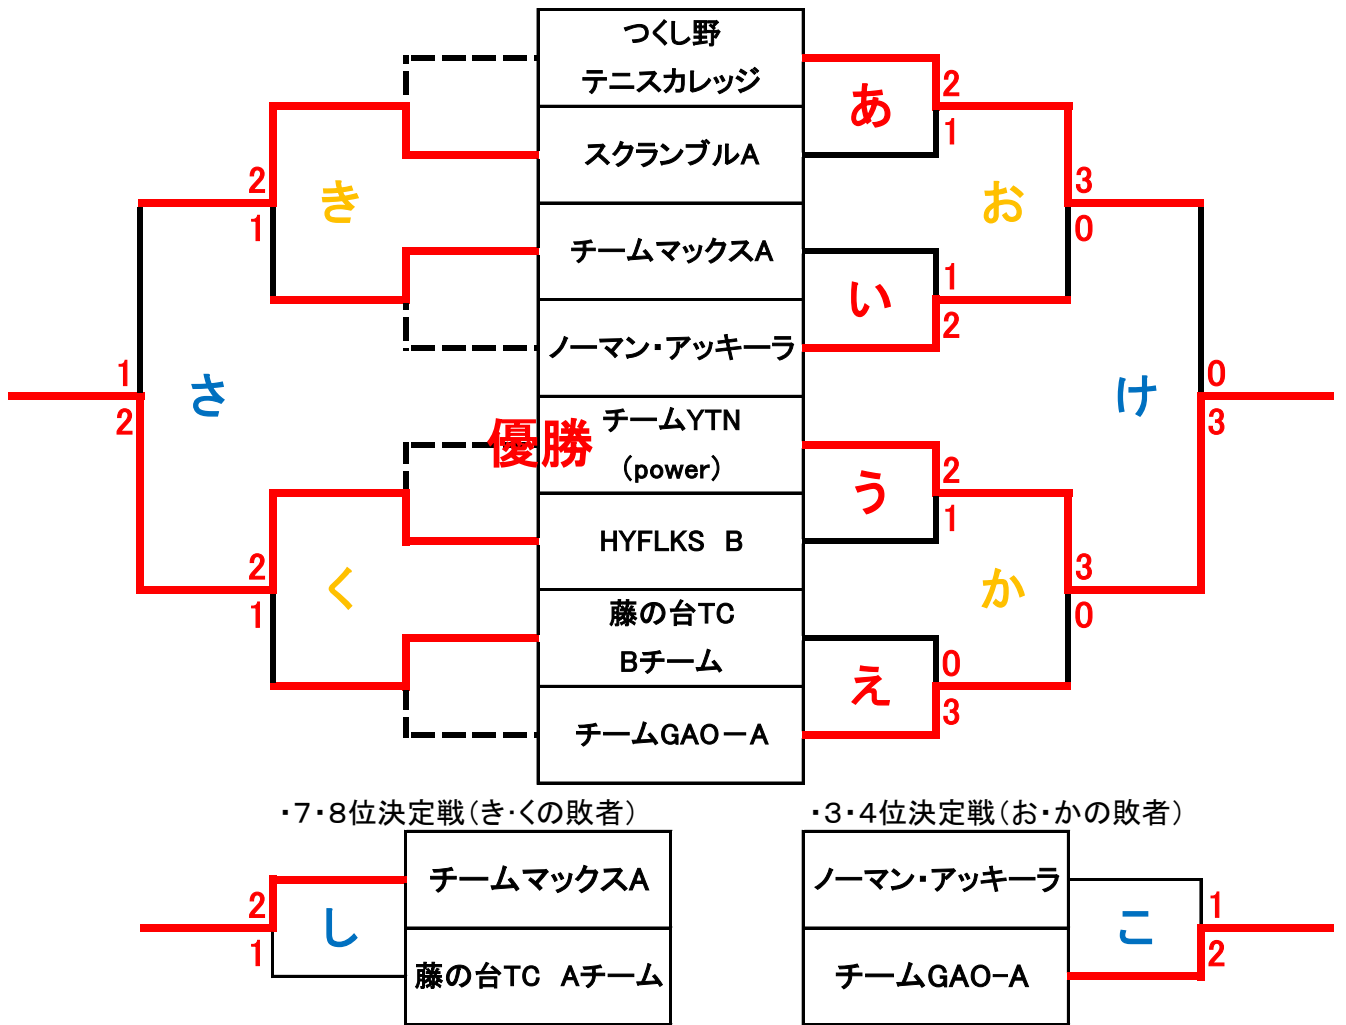 つくし野
テニスカレッジ
あ
2
1
スクランブルA
き
2
1
お
3
0
チームマックスA
い
1
2
ノーマン・アッキーラ
さ
1
2
け
0
3
優勝
チームYTN
（power）
う
2
1
HYFLKS B
く
2
1
か
3
0
藤の台TC
Bチーム
え
0
3
チームGAO－A
・7・8位決定戦（き・くの敗者）
・3・4位決定戦（お・かの敗者）
チームマックスA
し
2
1
藤の台TC Aチーム
ノーマン・アッキーラ
こ
1
2
チームGAO-A